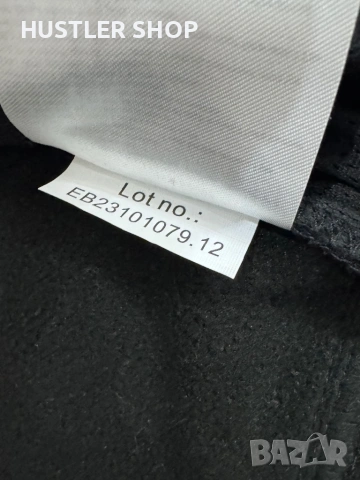 HUSTLER SHOP
Lot no.:
EB23101079.12
BAZAR